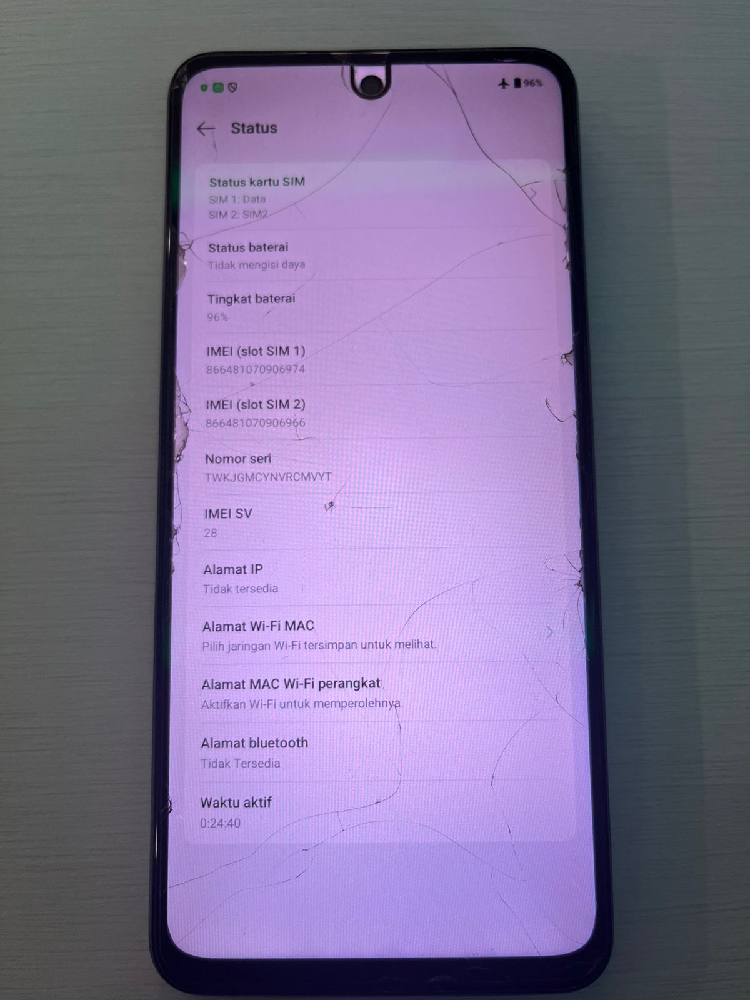 96%
Status
Status kartu SIM
SIM 1: Data
SIM 2: SIM2
Status baterai
Tidak mengisi daya
Tingkat baterai
96%
IMEI (slot SIM 1)
866481070906974
IMEI (slot SIM 2)
866481070906966
Nomor seri
TWKJGMCYNVRCMVYT
IMEI SV
28
Alamat IP
Tidak tersedia
Alamat Wi-Fi MAC
Pilih jaringan Wi-Fi tersimpan untuk melihat.
Alamat MAC Wi-Fi perangkat
Aktifkan Wi-Fi untuk memperolehnya.
Alamat bluetooth
Tidak Tersedia
Waktu aktif
0:24:40